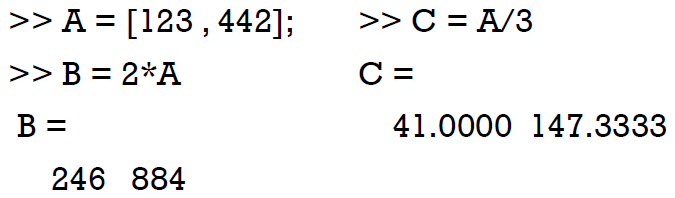 >> A = [123 , 442];
>> B = 2*A
B =
246 884
>> C = A/3
C =
41.0000 147.3333